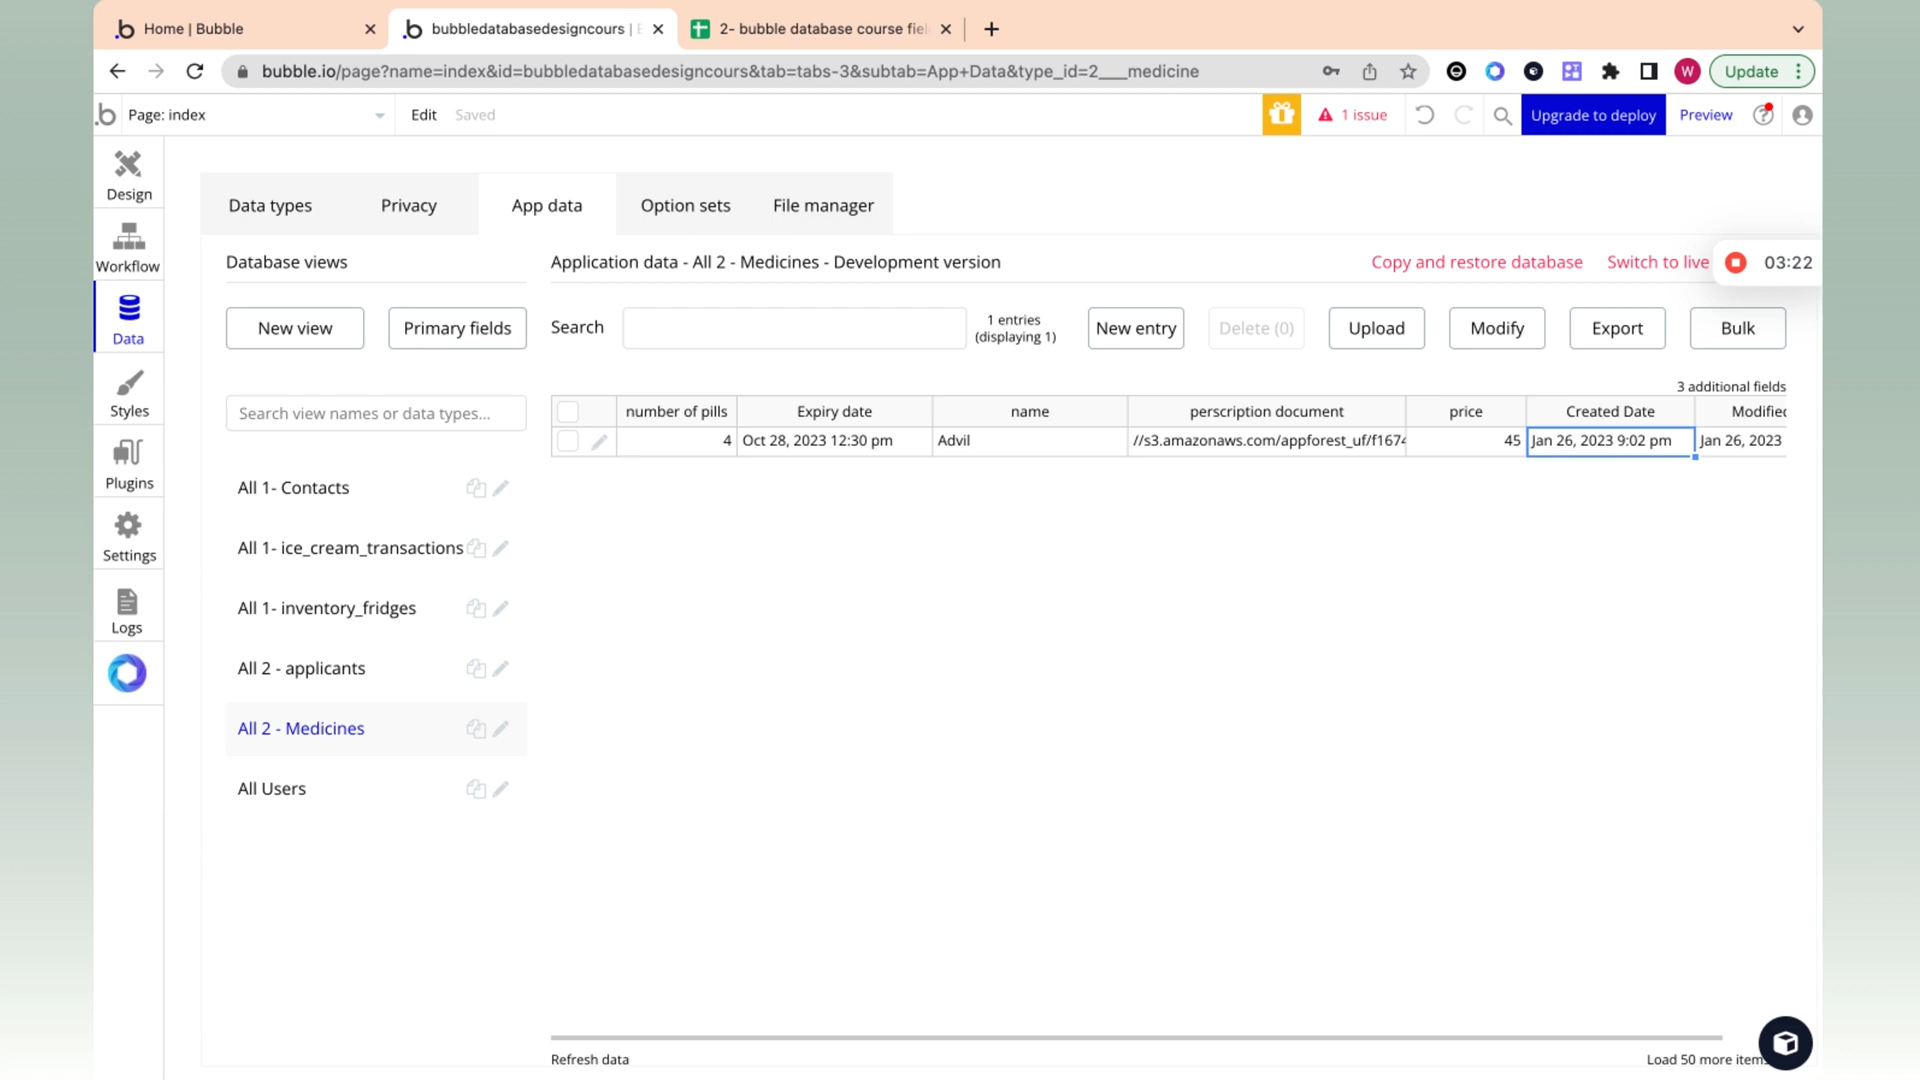 Home | Bubble
bubbledatabasedesigncours |
2- bubble database course fiel
bubble.io/page?name=index&id=bubbledatabasedesigncours&tab=tabs-3&subtab=App+Data&type_id=2___medicine
W
Update
Page: index
Edit
Saved
1 issue
Upgrade to deploy
Preview
Design
Workflow
Data
Styles
Plugins
Settings
Logs
Data types
Privacy
App data
Option sets
File manager
Database views
Application data - All 2 - Medicines - Development version
Copy and restore database
Switch to live
03:22
New view
Primary fields
Search
1 entries
(displaying 1)
New entry
Delete (0)
Upload
Modify
Export
Bulk
3 additional fields
Search view names or data types...
number of pills
Expiry date
name
perscription document
price
Created Date
Modified
4
Oct 28, 2023 12:30 pm
Advil
//s3.amazonaws.com/appforest_uf/f1674
45
Jan 26, 2023 9:02 pm
Jan 26, 2023
All 1- Contacts
All 1- ice_cream_transactions
All 1- inventory_fridges
All 2 - applicants
All 2 - Medicines
All Users
Refresh data
Load 50 more item